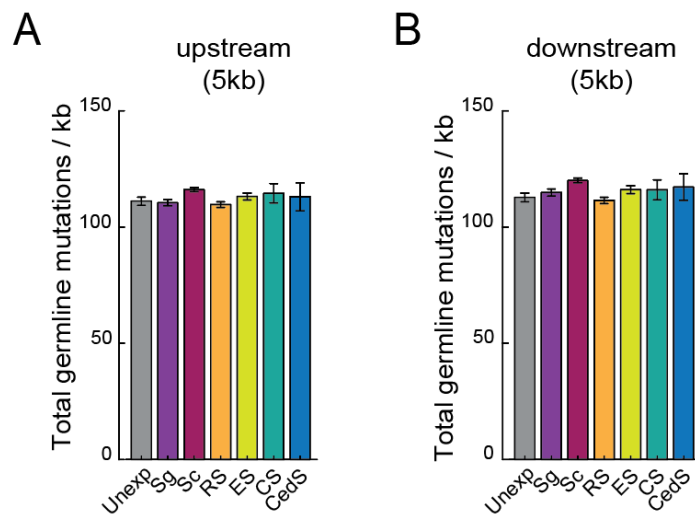 A
upstream
(5kb)
Total germline mutations / kb
150
100
50
0
Unexp
Sg
Sc
RS
ES
CS
CedS
B
downstream
(5kb)
Total germline mutations / kb
150
100
50
0
Unexp
Sg
Sc
RS
ES
CS
CedS